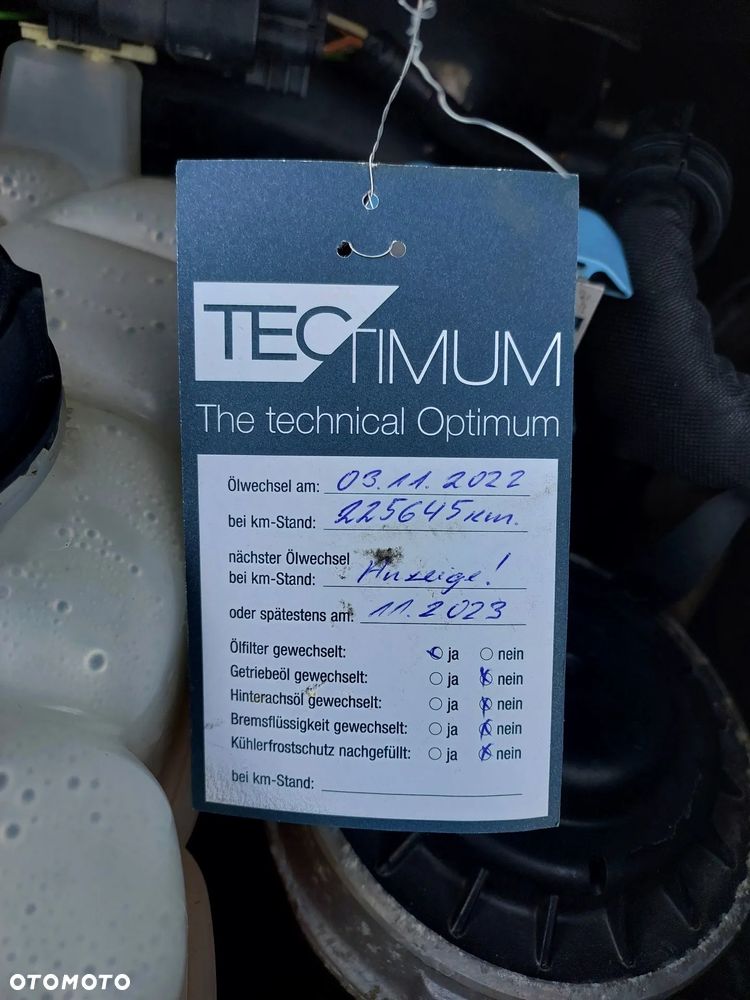 TECTIMUM
The technical Optimum
Ölwechsel am: 03.11.2022
bei km-Stand: 225645 km.
nächster Ölwechsel
bei km-Stand: Anzeige!
oder spätestens am: 11.2023
Ölfilter gewechselt: ja nein
Getriebeöl gewechselt: ja nein
Hinterachsöl gewechselt: ja nein
Bremsflüssigkeit gewechselt: ja nein
Kühlerfrostschutz nachgefüllt: ja nein
bei km-Stand:
OTOMOTO